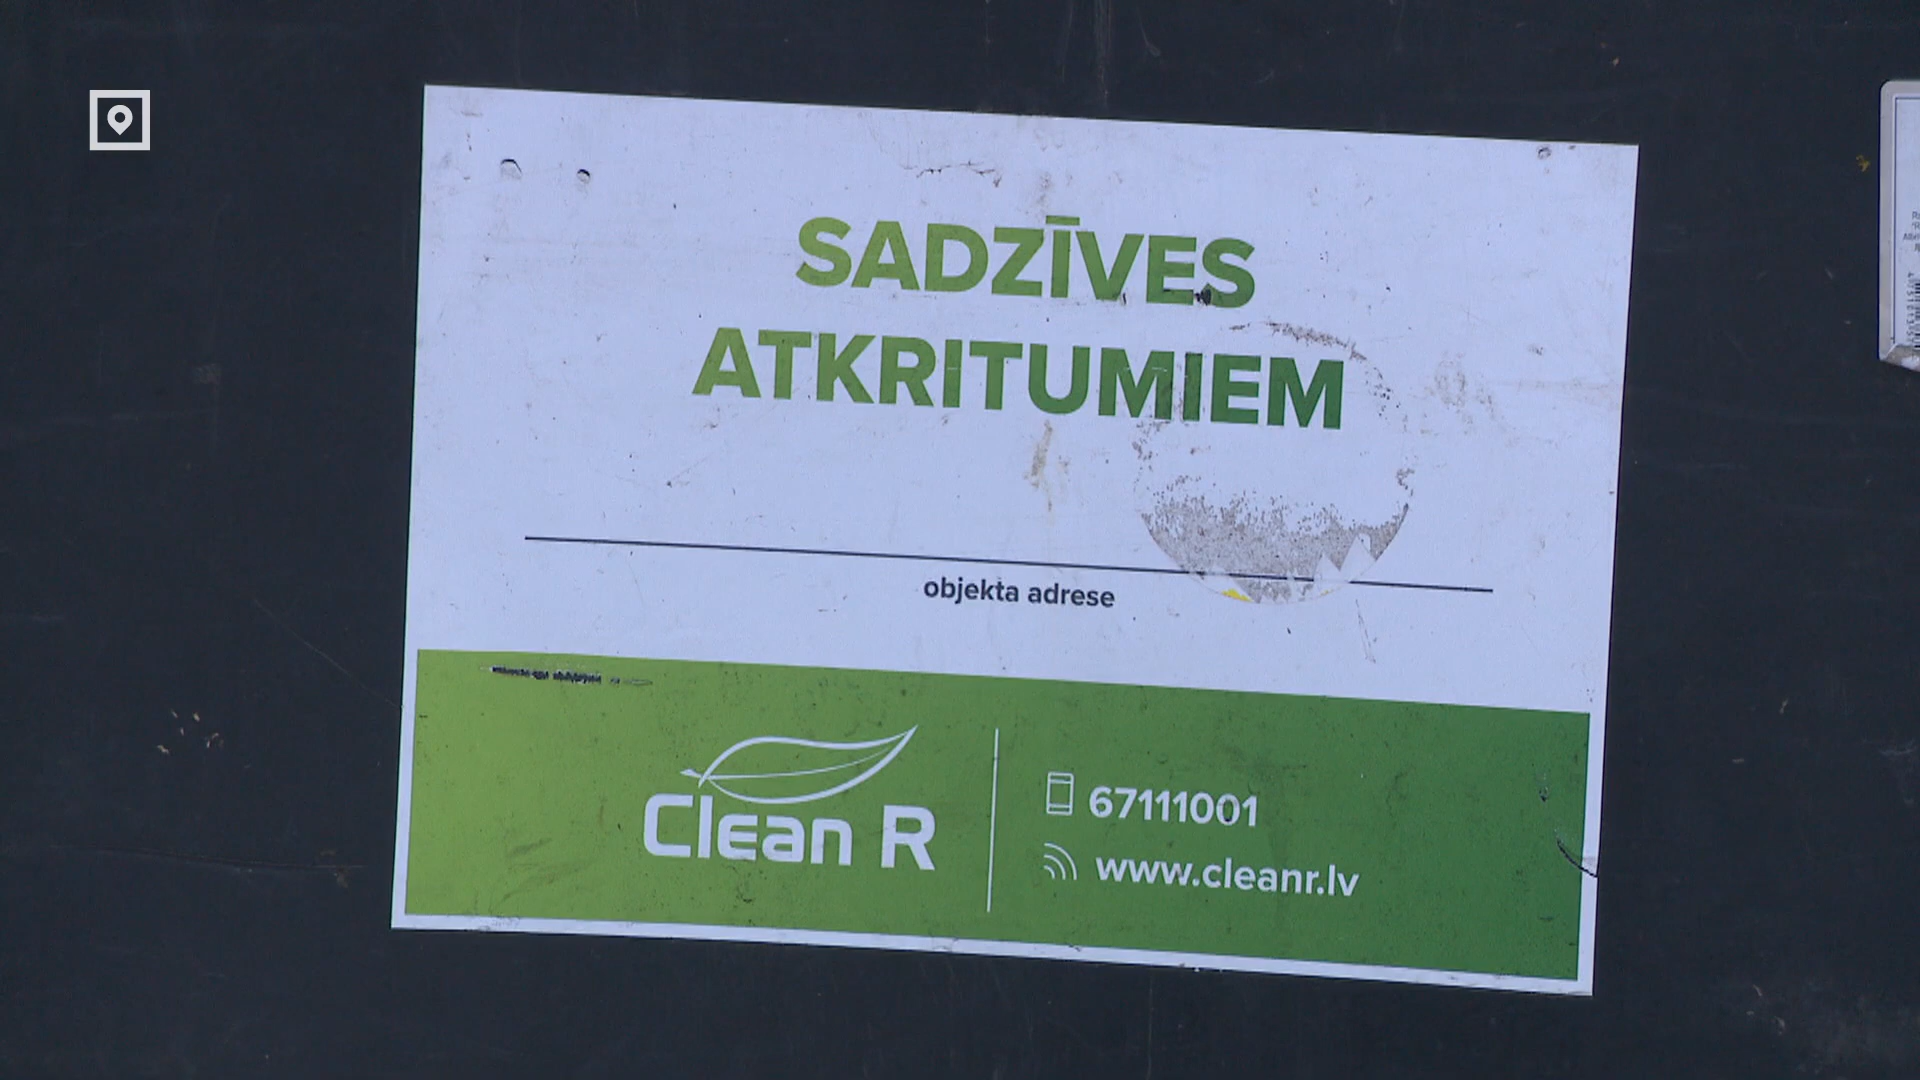 SADZĪVES
ATKRITUMIEM
objekta adrese
Clean R
67111001
www.cleanr.lv